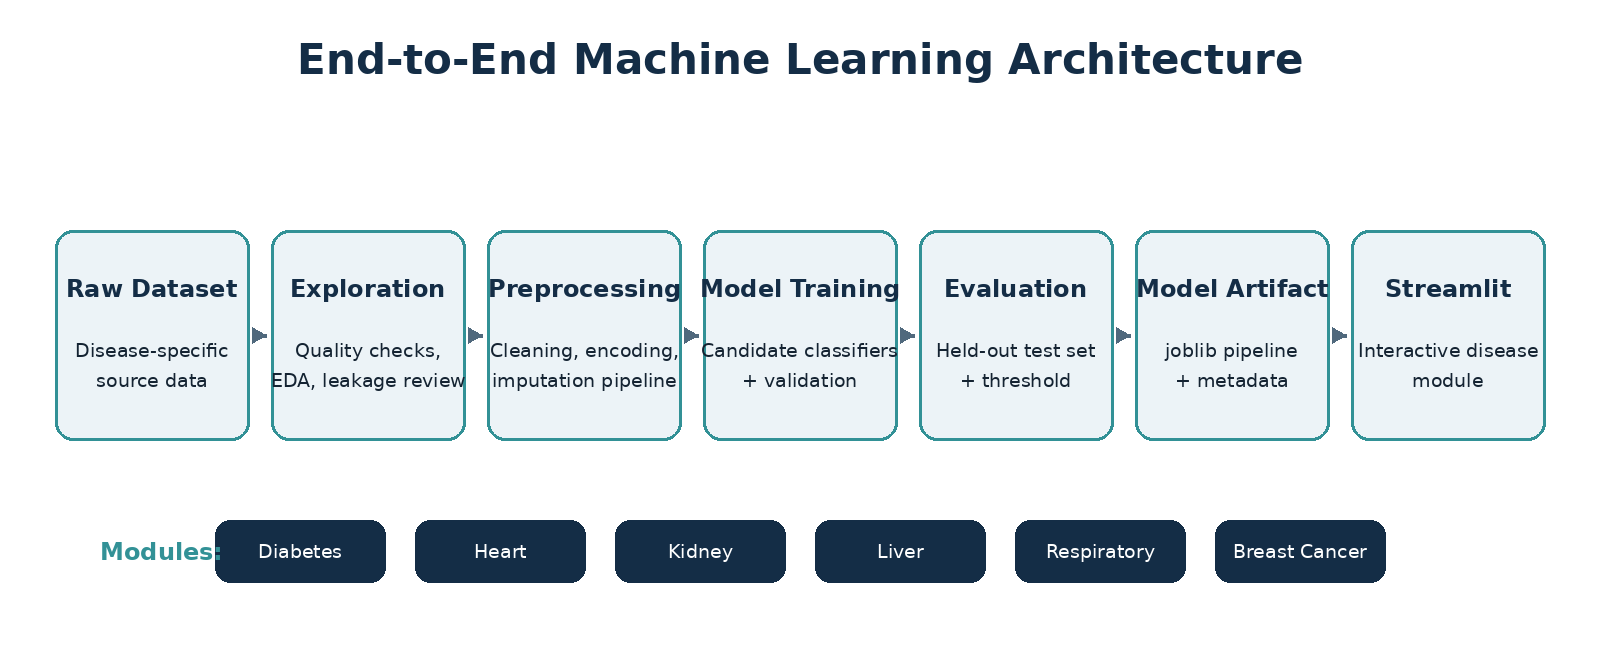 End-to-End Machine Learning Architecture
Raw Dataset
Disease-specific
source data
Exploration
Quality checks,
EDA, leakage review
Preprocessing
Cleaning, encoding,
imputation pipeline
Model Training
Candidate classifiers
+ validation
Evaluation
Held-out test set
+ threshold
Model Artifact
joblib pipeline
+ metadata
Streamlit
Interactive disease
module
Modules:
Diabetes
Heart
Kidney
Liver
Respiratory
Breast Cancer